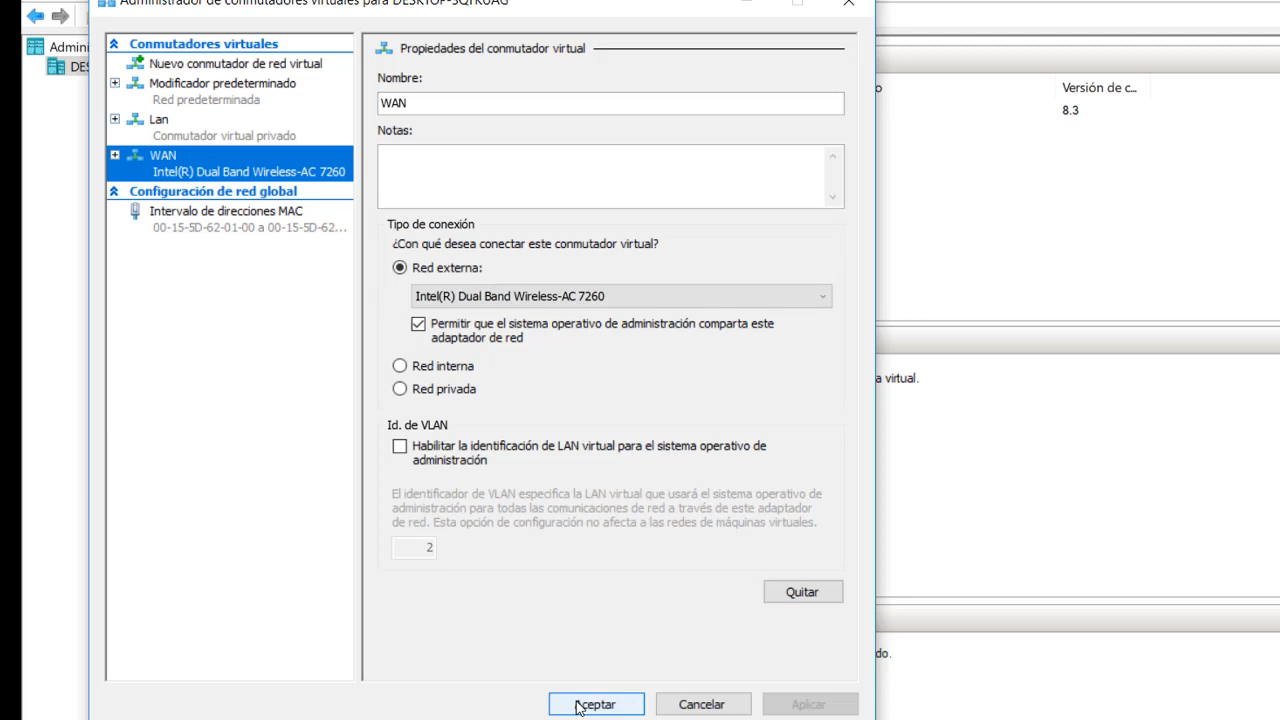 Administrador de conmutadores virtuales para
Admini
DES
Conmutadores virtuales
Nuevo conmutador de red virtual
Modificador predeterminado
Red predeterminada
Lan
Conmutador virtual privado
WAN
Intel(R) Dual Band Wireless-AC 7260
Configuración de red global
Intervalo de direcciones MAC
00-15-5D-62-01-00 a 00-15-5D-62...
Propiedades del conmutador virtual
Nombre:
WAN
Notas:
Tipo de conexión
¿Con qué desea conectar este conmutador virtual?
Red externa:
Intel(R) Dual Band Wireless-AC 7260
Permitir que el sistema operativo de administración comparta este
adaptador de red
Red interna
Red privada
Id. de VLAN
Habilitar la identificación de LAN virtual para el sistema operativo de
administración
El identificador de VLAN especifica la LAN virtual que usará el sistema operativo de
administración para todas las comunicaciones de red a través de este adaptador
de red. Esta opción de configuración no afecta a las redes de máquinas virtuales.
2
Quitar
Aceptar
Cancelar
Aplicar
o
Versión de c...
8.3
a virtual.
do.